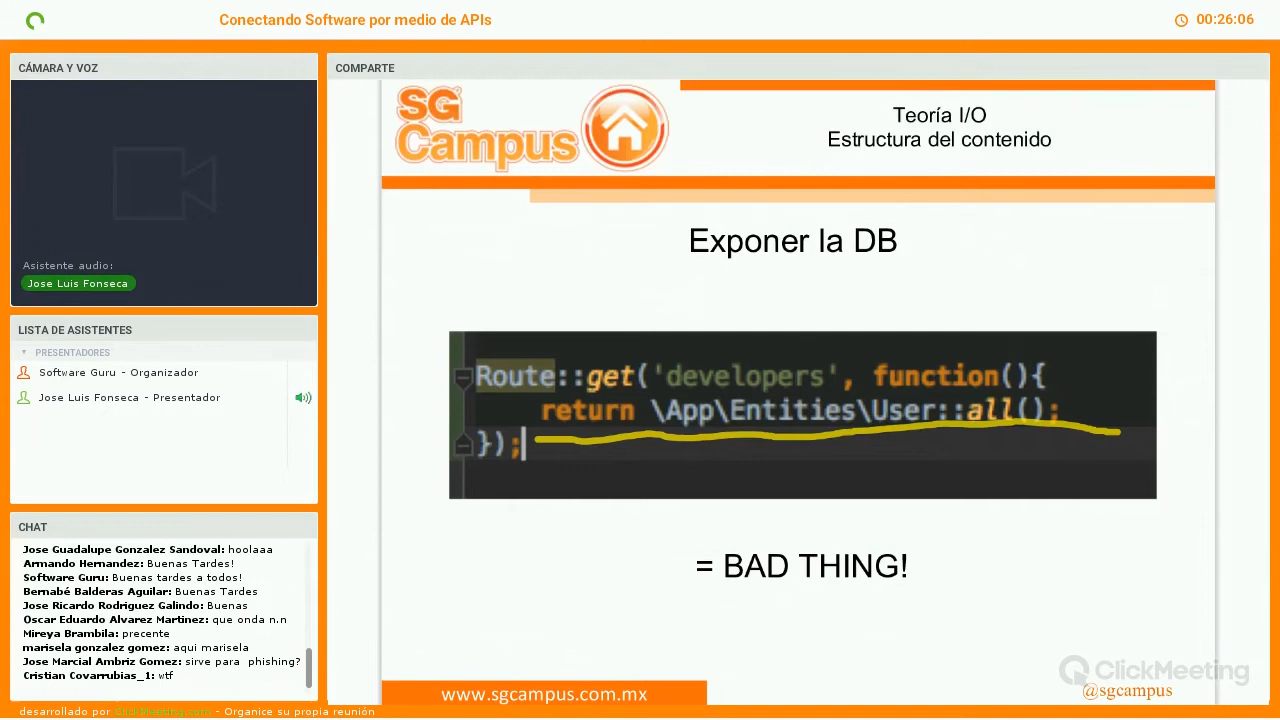 Conectando Software por medio de APIs
00:26:06
CÁMARA Y VOZ
Asistente audio:
Jose Luis Fonseca
LISTA DE ASISTENTES
PRESENTADORES
Software Guru - Organizador
Jose Luis Fonseca - Presentador
CHAT
Jose Guadalupe Gonzalez Sandoval: hoolaaa
Armando Hernandez: Buenas Tardes!
Software Guru: Buenas tardes a todos!
Bernabé Balderas Aguilar: Buenas Tardes
Jose Ricardo Rodriguez Galindo: Buenas
Oscar Eduardo Alvarez Martinez: que onda n.n
Mireya Brambila: precente
marisela gonzalez gomez: aqui marisela
Jose Marcial Ambriz Gomez: sirve para phishing?
Cristian Covarrubias_1: wtf
desarrollado por ClickMeeting.com - Organice su propia reunión
COMPARTE
SG
Campus
Teoría I/O
Estructura del contenido
Exponer la DB
Route::get('developers', function(){
return \App\Entities\User::all();
});
= BAD THING!
www.sgcampus.com.mx
ClickMeeting
@sgcampus